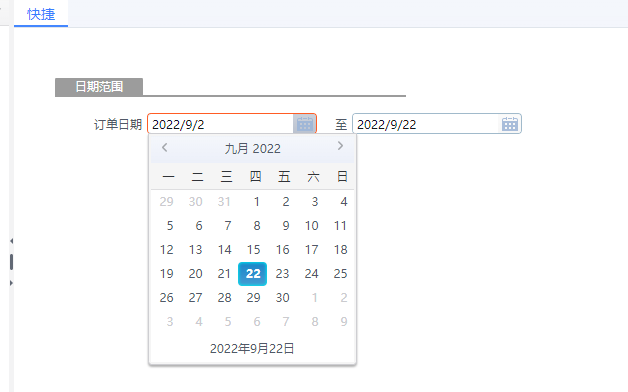 快捷
日期范围
订单日期 2022/9/2 至 2022/9/22
九月 2022
一 二 三 四 五 六 日
29 30 31 1 2 3 4
5 6 7 8 9 10 11
12 13 14 15 16 17 18
19 20 21 22 23 24 25
26 27 28 29 30 1 2
3 4 5 6 7 8 9
2022年9月22日